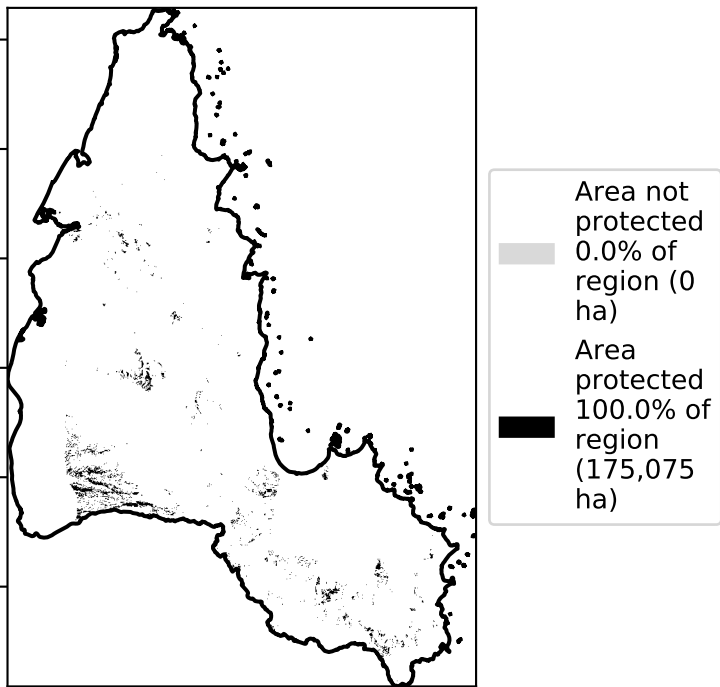 Area not
protected
0.0% of
region (0
ha)
Area
protected
100.0% of
region
(175,075
ha)